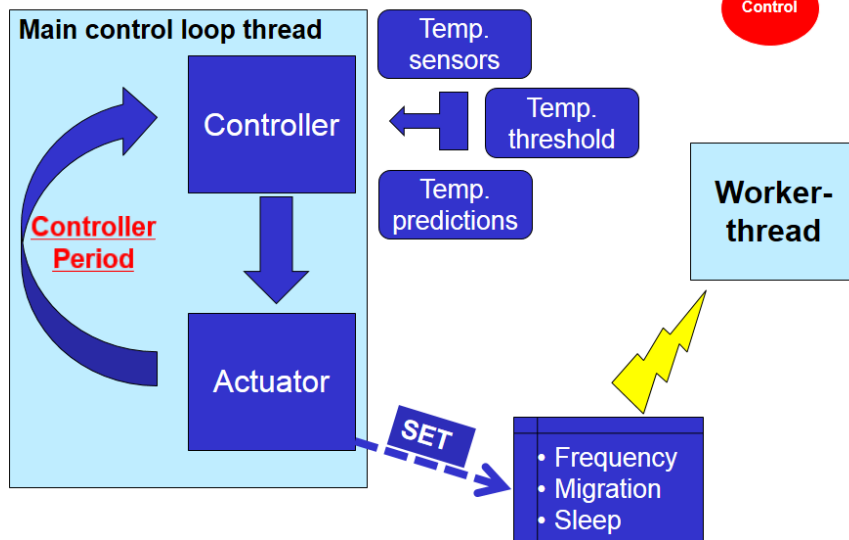 Control
Main control loop thread
Temp.
sensors
Controller
Temp.
threshold
Temp.
predictions
Worker-
thread
Controller
Period
Actuator
SET
• Frequency
• Migration
• Sleep